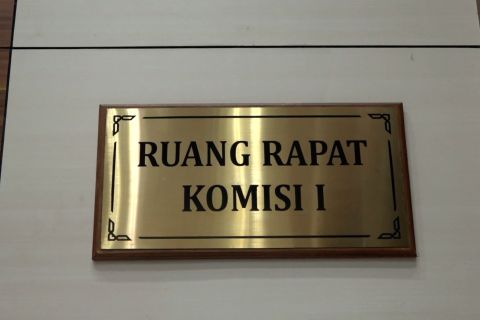 RUANG RAPAT
KOMISI I